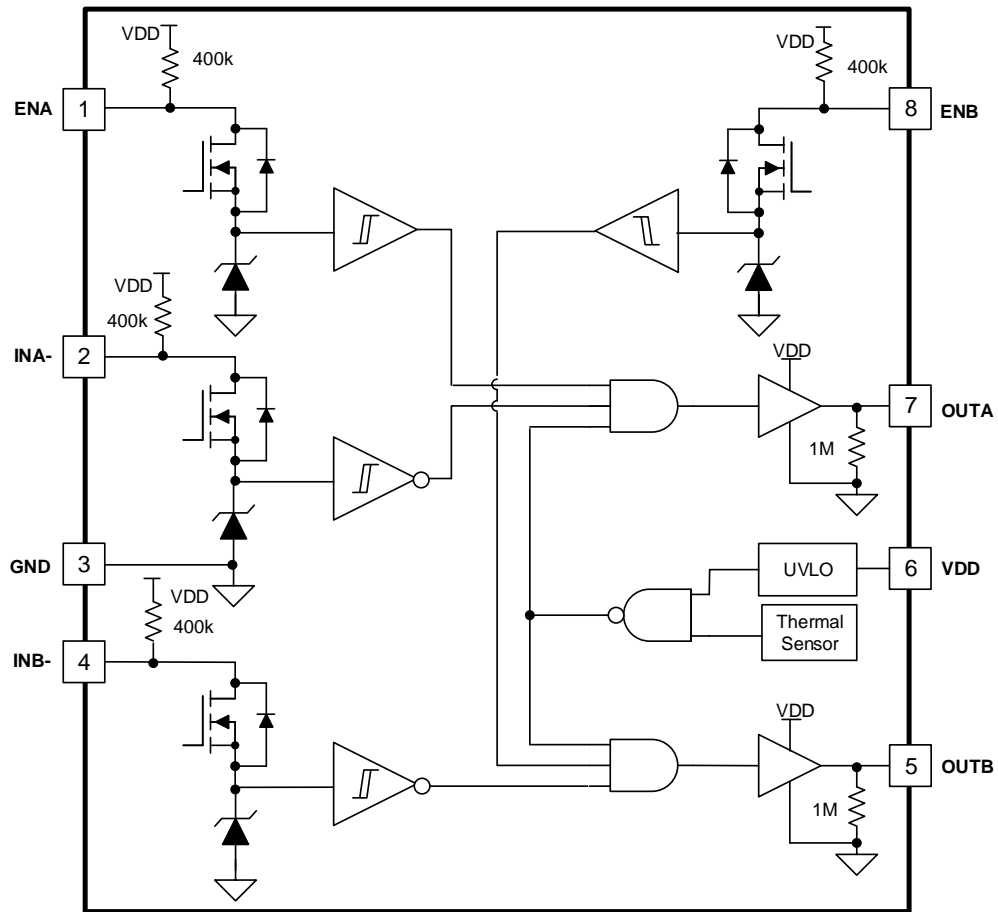 VDD
400k
ENA
1
VDD
400k
8
ENB
VDD
400k
INA-
2
VDD
7
OUTA
1M
GND
3
UVLO
6
VDD
VDD
400k
Thermal
Sensor
INB-
4
VDD
5
OUTB
1M